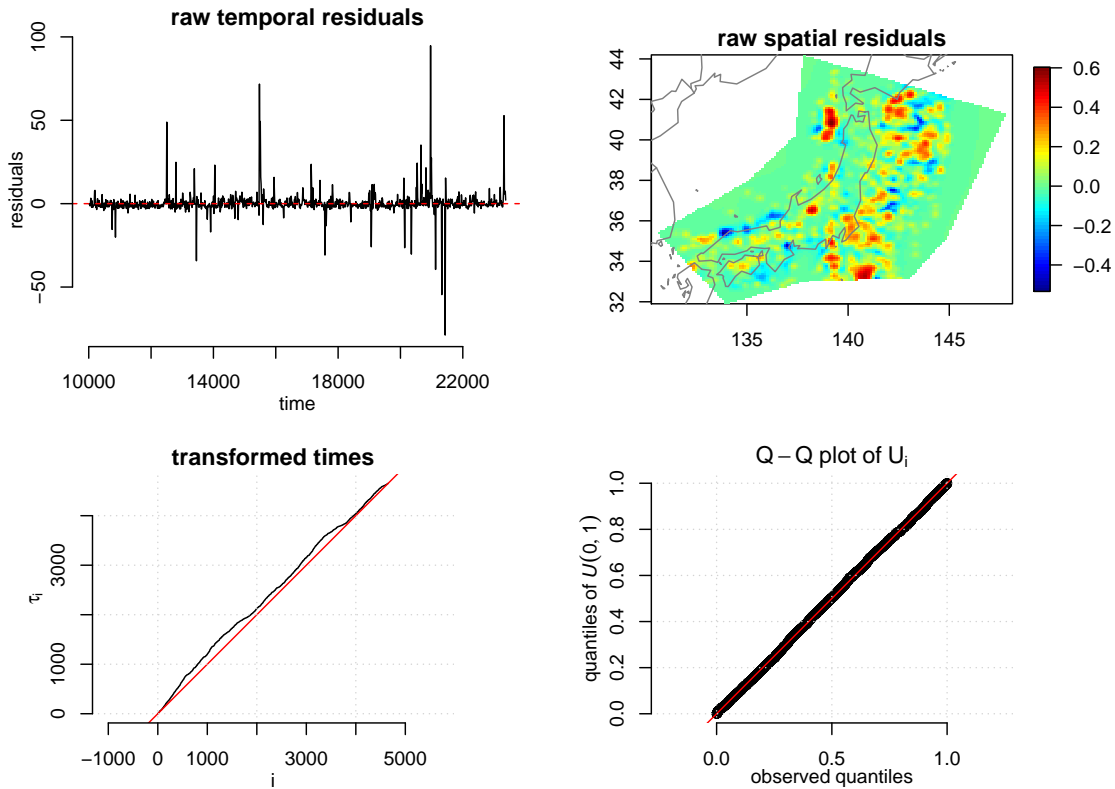 raw temporal residuals
residuals
100
50
0
−50
10000 14000 18000 22000
time
raw spatial residuals
44
42
40
38
36
34
32
135 140 145
0.6
0.4
0.2
0.0
−0.2
−0.4
transformed times
τi
3000
1000
0
−1000 0 1000 3000 5000
i
Q − Q plot of Ui
quantiles of U(0, 1)
1.0
0.8
0.6
0.4
0.2
0.0
0.0 0.5 1.0
observed quantiles